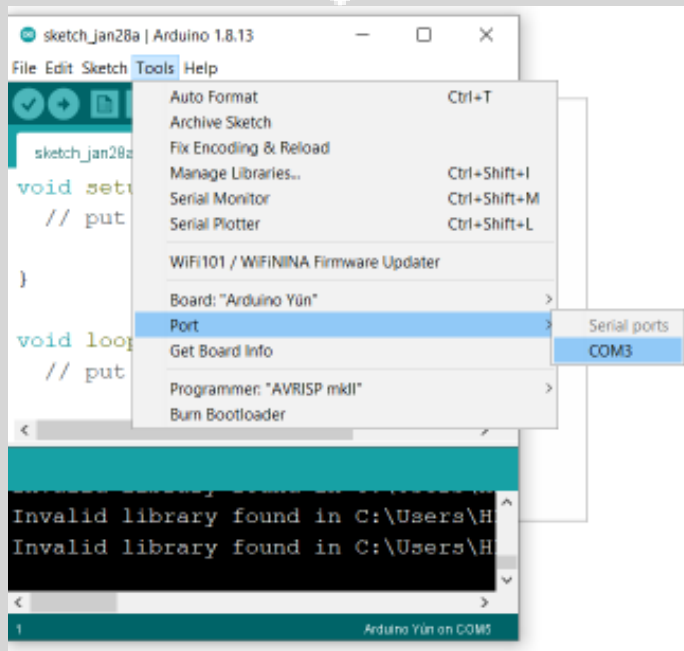 sketch_jan28a | Arduino 1.8.13
File Edit Sketch Tools Help
Auto Format Ctrl+T
Archive Sketch
sketch_jan28a Fix Encoding & Reload
void setu Manage Libraries... Ctrl+Shift+I
Serial Monitor Ctrl+Shift+M
// put Serial Plotter Ctrl+Shift+L
WiFi101 / WiFiNINA Firmware Updater
}
Board: "Arduino Yún"
void loop Port Serial ports
Get Board Info COM3
// put
Programmer: "AVRISP mkII"
Burn Bootloader
Invalid library found in C:\Users\H
Invalid library found in C:\Users\H
1 Arduino Yún on COM5